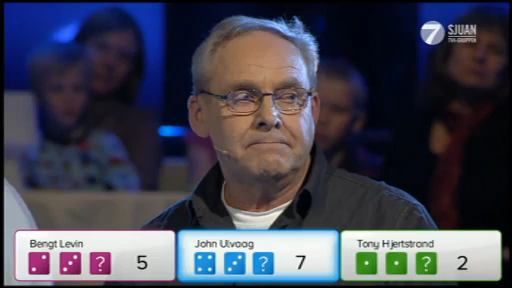 7 SJUAN
TV4-GRUPPEN
Bengt Levin
? 5
John Ulvaag
? 7
Tony Hjertstrand
? 2